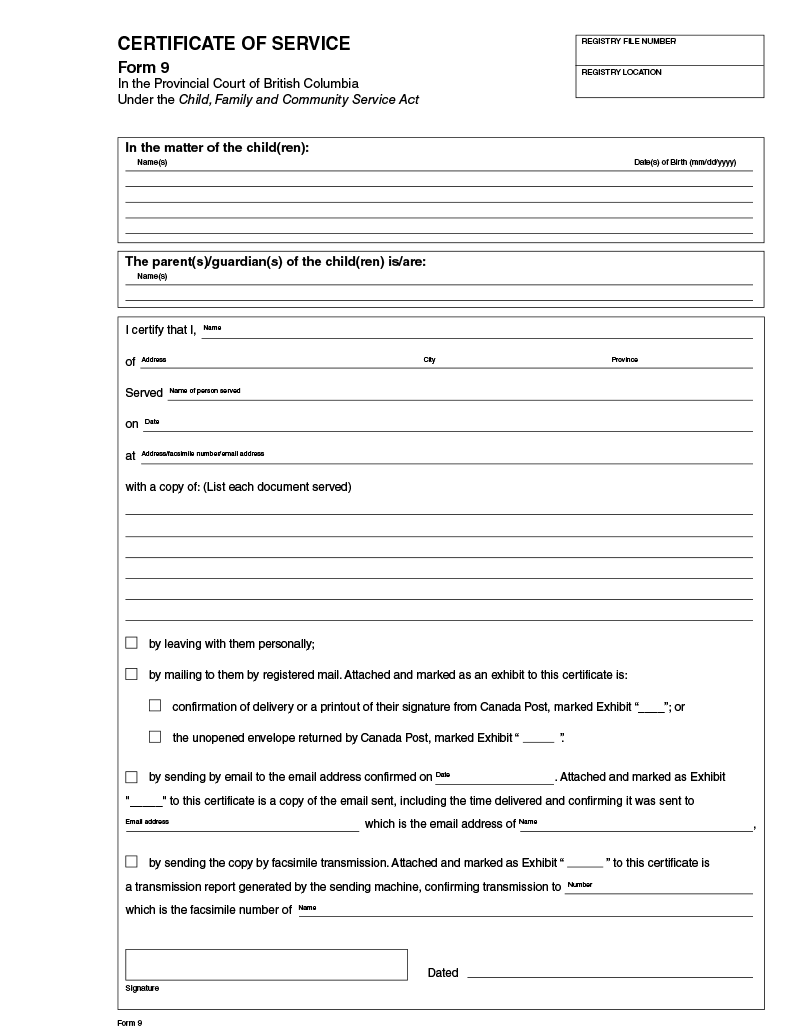 CERTIFICATE OF SERVICE
Form 9
In the Provincial Court of British Columbia
Under the Child, Family and Community Service Act
REGISTRY FILE NUMBER
REGISTRY LOCATION
In the matter of the child(ren):
Name(s) Date(s) of Birth (mm/dd/yyyy)
The parent(s)/guardian(s) of the child(ren) is/are:
Name(s)
I certify that I, Name
of Address City Province
Served Name of person served
on Date
at Address/facsimile number/email address
with a copy of: (List each document served)
by leaving with them personally;
by mailing to them by registered mail. Attached and marked as an exhibit to this certificate is:
confirmation of delivery or a printout of their signature from Canada Post, marked Exhibit “____”; or
the unopened envelope returned by Canada Post, marked Exhibit “ _____ ”.
by sending by email to the email address confirmed on Date . Attached and marked as Exhibit
"_____" to this certificate is a copy of the email sent, including the time delivered and confirming it was sent to
Email address which is the email address of Name ,
by sending the copy by facsimile transmission. Attached and marked as Exhibit “ ______ ” to this certificate is
a transmission report generated by the sending machine, confirming transmission to Number
which is the facsimile number of Name
Dated
Signature
Form 9